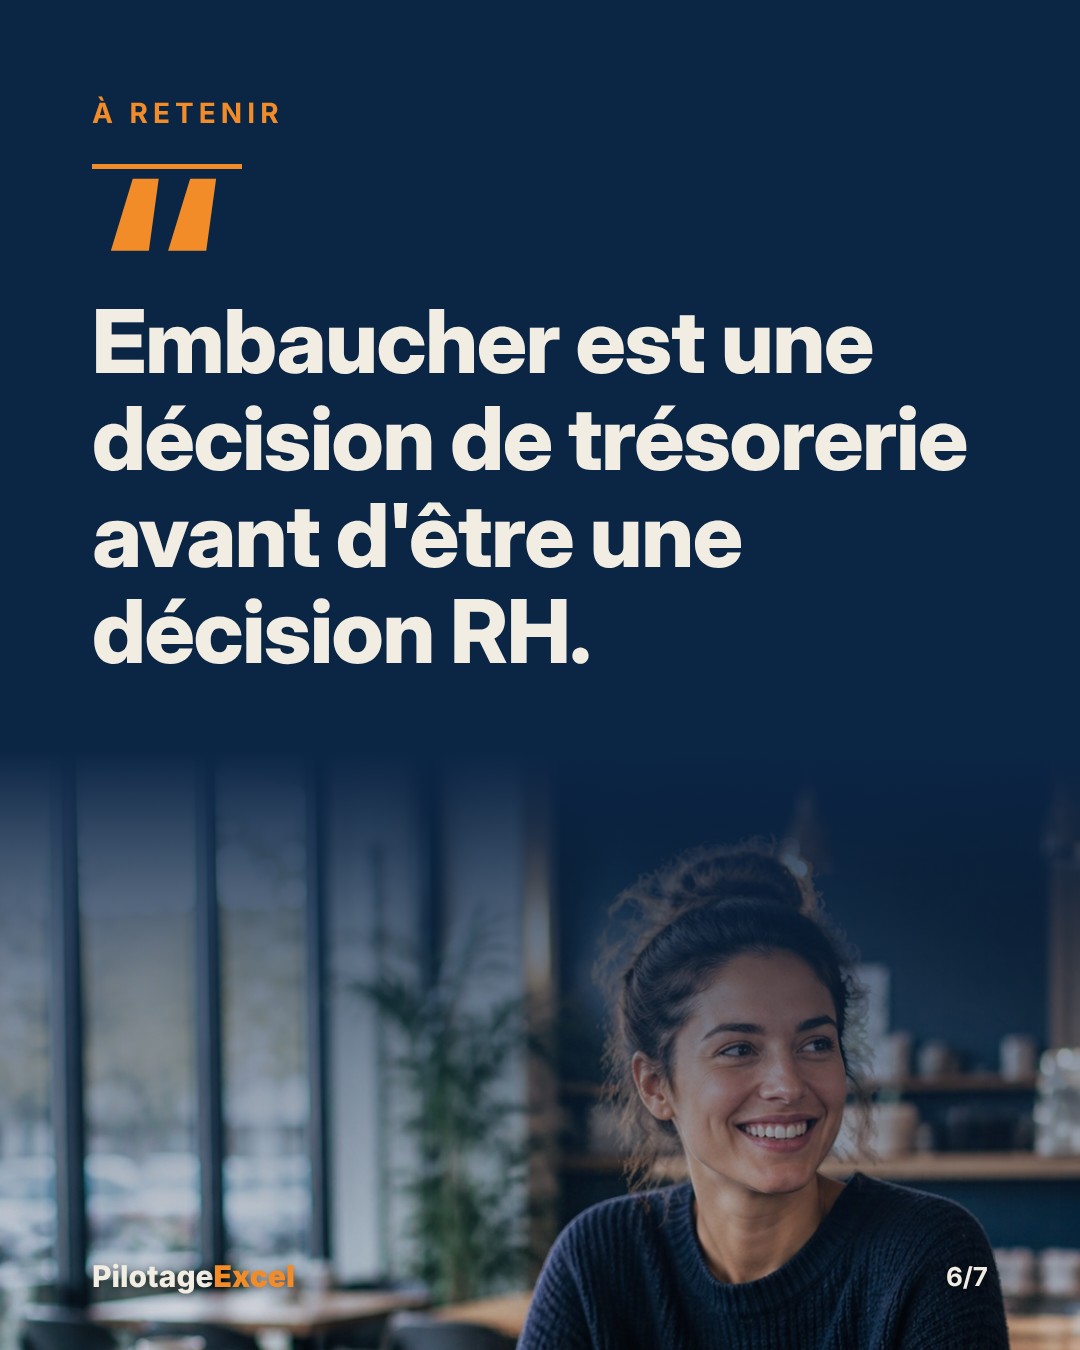 À RETENIR
"
Embaucher est une
décision de trésorerie
avant d'être une
décision RH.
PilotageExcel
6/7